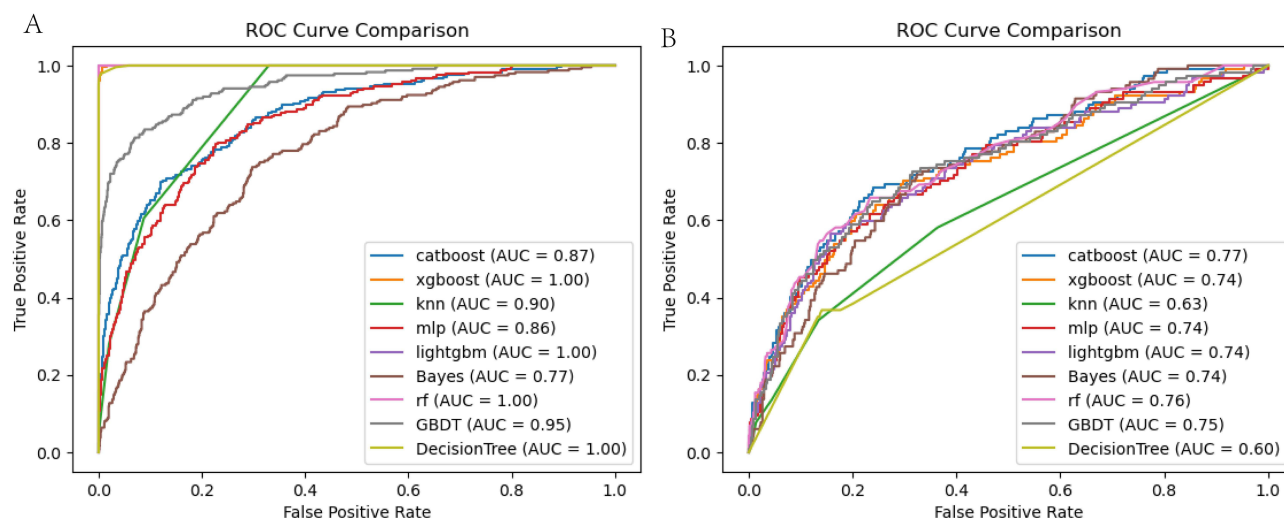 A
ROC Curve Comparison
True Positive Rate
1.0
0.8
0.6
0.4
0.2
0.0
catboost (AUC = 0.87)
xgboost (AUC = 1.00)
knn (AUC = 0.90)
mlp (AUC = 0.86)
lightgbm (AUC = 1.00)
Bayes (AUC = 0.77)
rf (AUC = 1.00)
GBDT (AUC = 0.95)
DecisionTree (AUC = 1.00)
0.0 0.2 0.4 0.6 0.8 1.0
False Positive Rate
B
ROC Curve Comparison
True Positive Rate
1.0
0.8
0.6
0.4
0.2
0.0
catboost (AUC = 0.77)
xgboost (AUC = 0.74)
knn (AUC = 0.63)
mlp (AUC = 0.74)
lightgbm (AUC = 0.74)
Bayes (AUC = 0.74)
rf (AUC = 0.76)
GBDT (AUC = 0.75)
DecisionTree (AUC = 0.60)
0.0 0.2 0.4 0.6 0.8 1.0
False Positive Rate